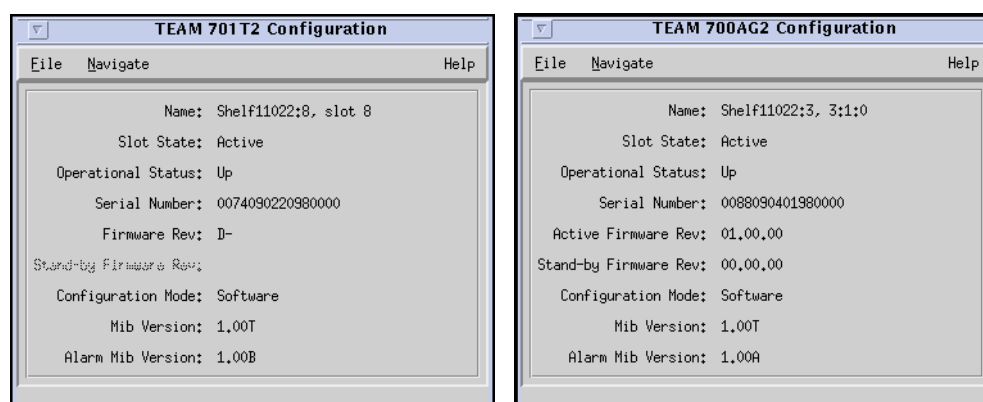 TEAM 701T2 Configuration
File Navigate Help
Name: Shelf11022:8, slot 8
Slot State: Active
Operational Status: Up
Serial Number: 0074090220980000
Firmware Rev: D-
Stand-by Firmware Rev:
Configuration Mode: Software
Mib Version: 1.00T
Alarm Mib Version: 1.00B
TEAM 700AG2 Configuration
File Navigate Help
Name: Shelf11022:3, 3:1:0
Slot State: Active
Operational Status: Up
Serial Number: 0088090401980000
Active Firmware Rev: 01.00.00
Stand-by Firmware Rev: 00.00.00
Configuration Mode: Software
Mib Version: 1.00T
Alarm Mib Version: 1.00A